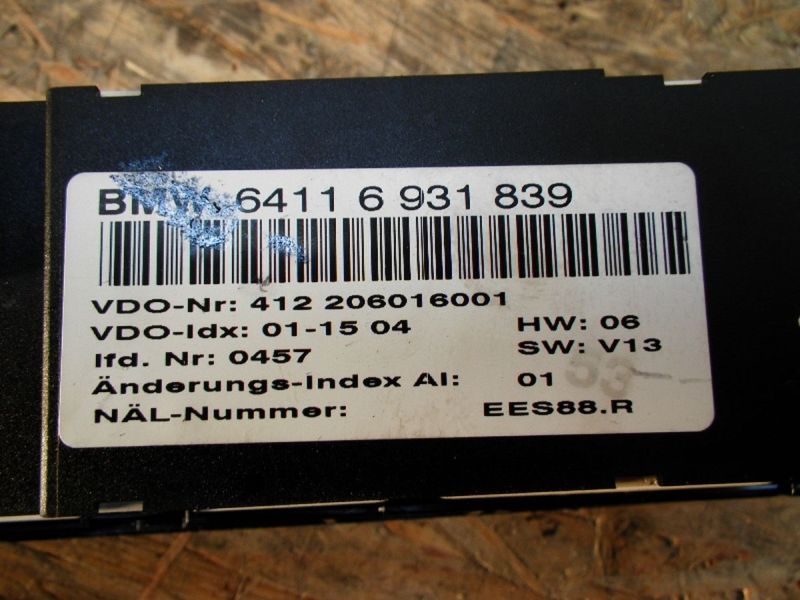 BMW: 6411 6 931 839
VDO-Nr: 412 206016001
VDO-Idx: 01-15 04
HW: 06
lfd. Nr: 0457
SW: V13
Änderungs-Index AI: 01
NÄL-Nummer: EES88.R